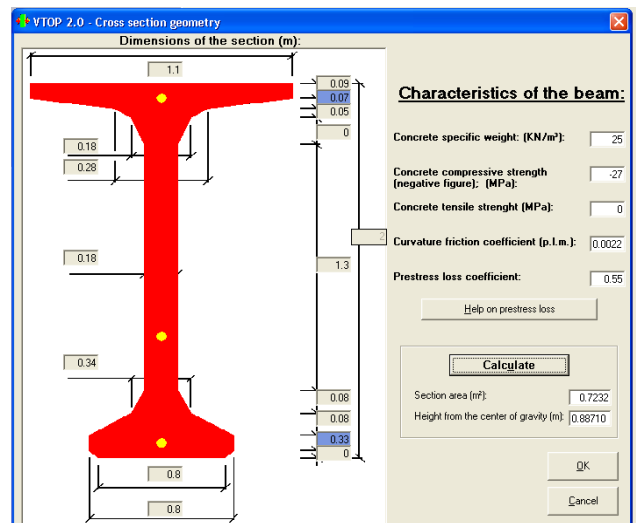 VTOP 2.0 - Cross section geometry
Dimensions of the section (m):
1.1
0.09
0.07
0.05
0
0.18
0.28
2
0.18
1.3
0.34
0.08
0.08
0.33
0
0.8
0.8
Characteristics of the beam:
Concrete specific weight: (KN/m³):
25
Concrete compressive strength
(negative figure); (MPa):
-27
Concrete tensile strenght (MPa):
0
Curvature friction coefficient (p.l.m.):
0.0022
Prestress loss coefficient:
0.55
Help on prestress loss
Calculate
Section area (m²):
0.7232
Height from the center of gravity (m):
0.88710
OK
Cancel